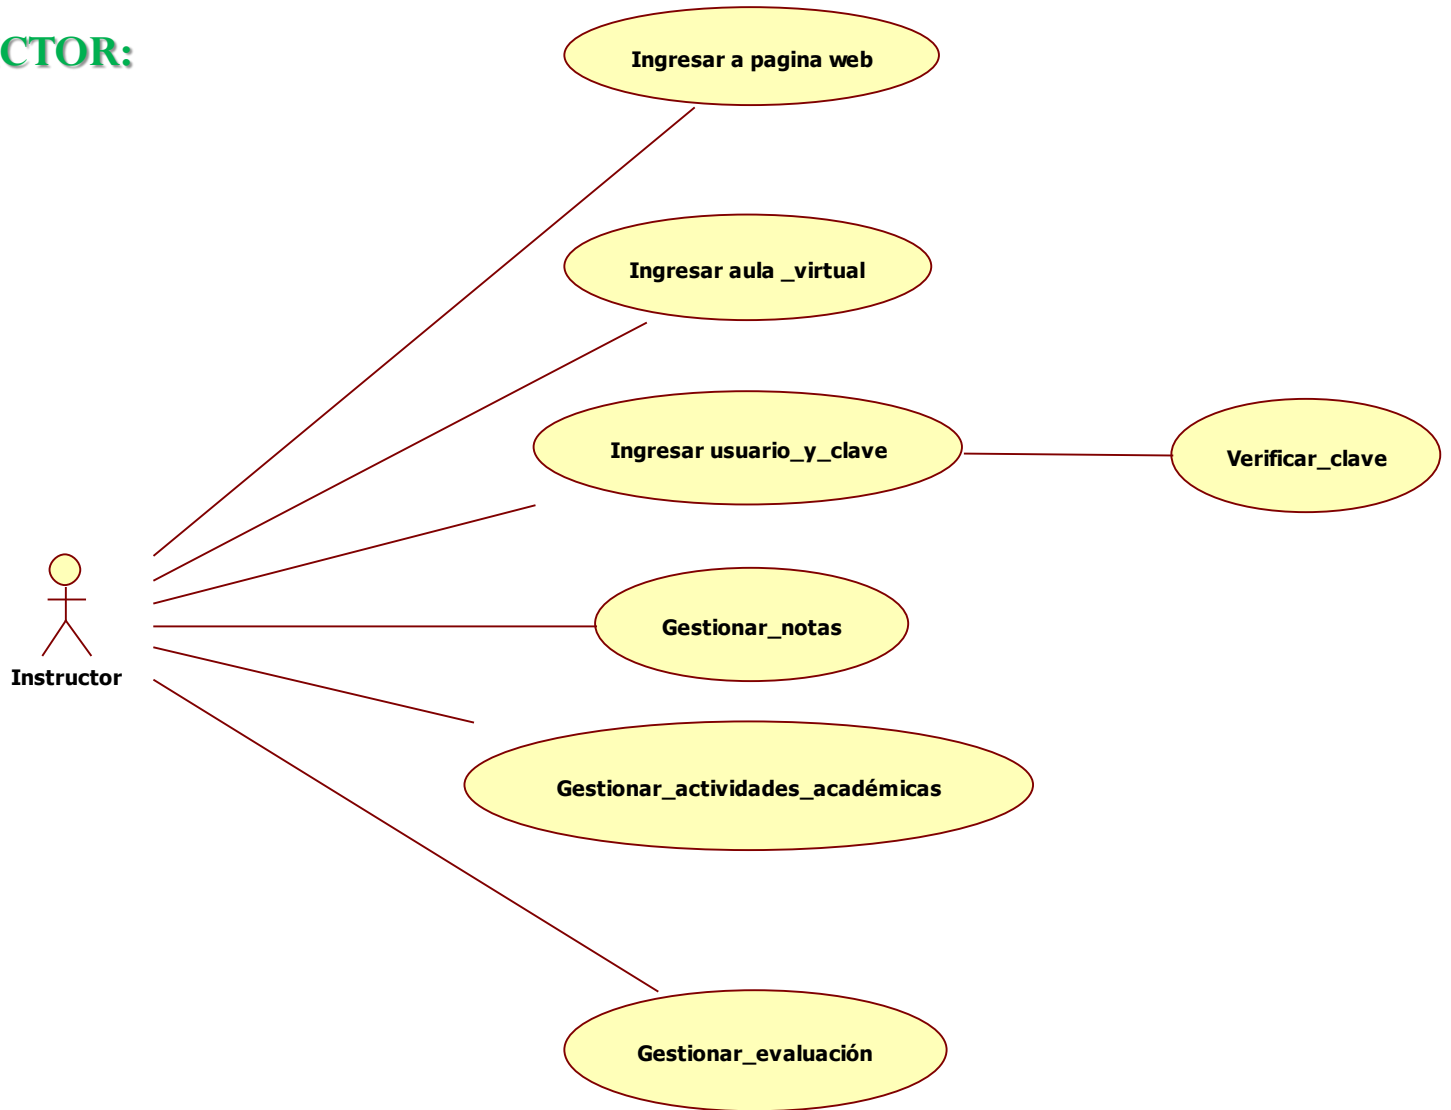 CTOR:
Ingresar a pagina web
Ingresar aula _virtual
Ingresar usuario_y_clave
Verificar_clave
Gestionar_notas
Instructor
Gestionar_actividades_académicas
Gestionar_evaluación